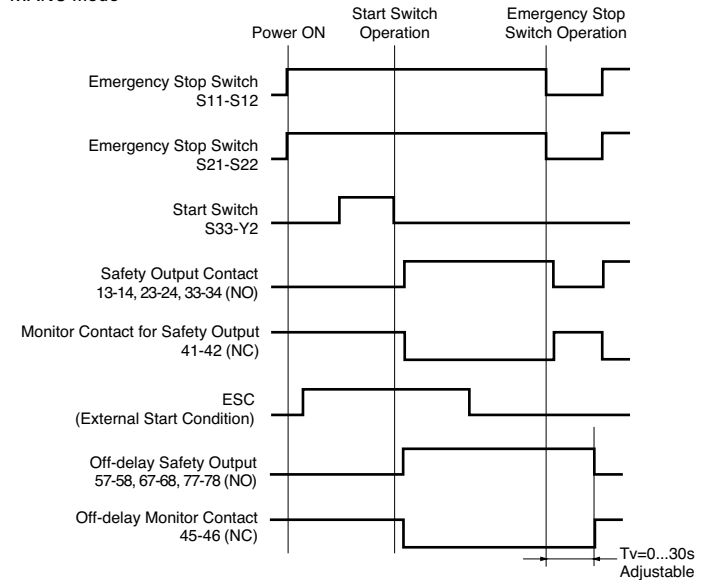 Power ON
Start Switch
Operation
Emergency Stop
Switch Operation
Emergency Stop Switch
S11-S12
Emergency Stop Switch
S21-S22
Start Switch
S33-Y2
Safety Output Contact
13-14, 23-24, 33-34 (NO)
Monitor Contact for Safety Output
41-42 (NC)
ESC
(External Start Condition)
Off-delay Safety Output
57-58, 67-68, 77-78 (NO)
Off-delay Monitor Contact
45-46 (NC)
Tv=0...30s
Adjustable